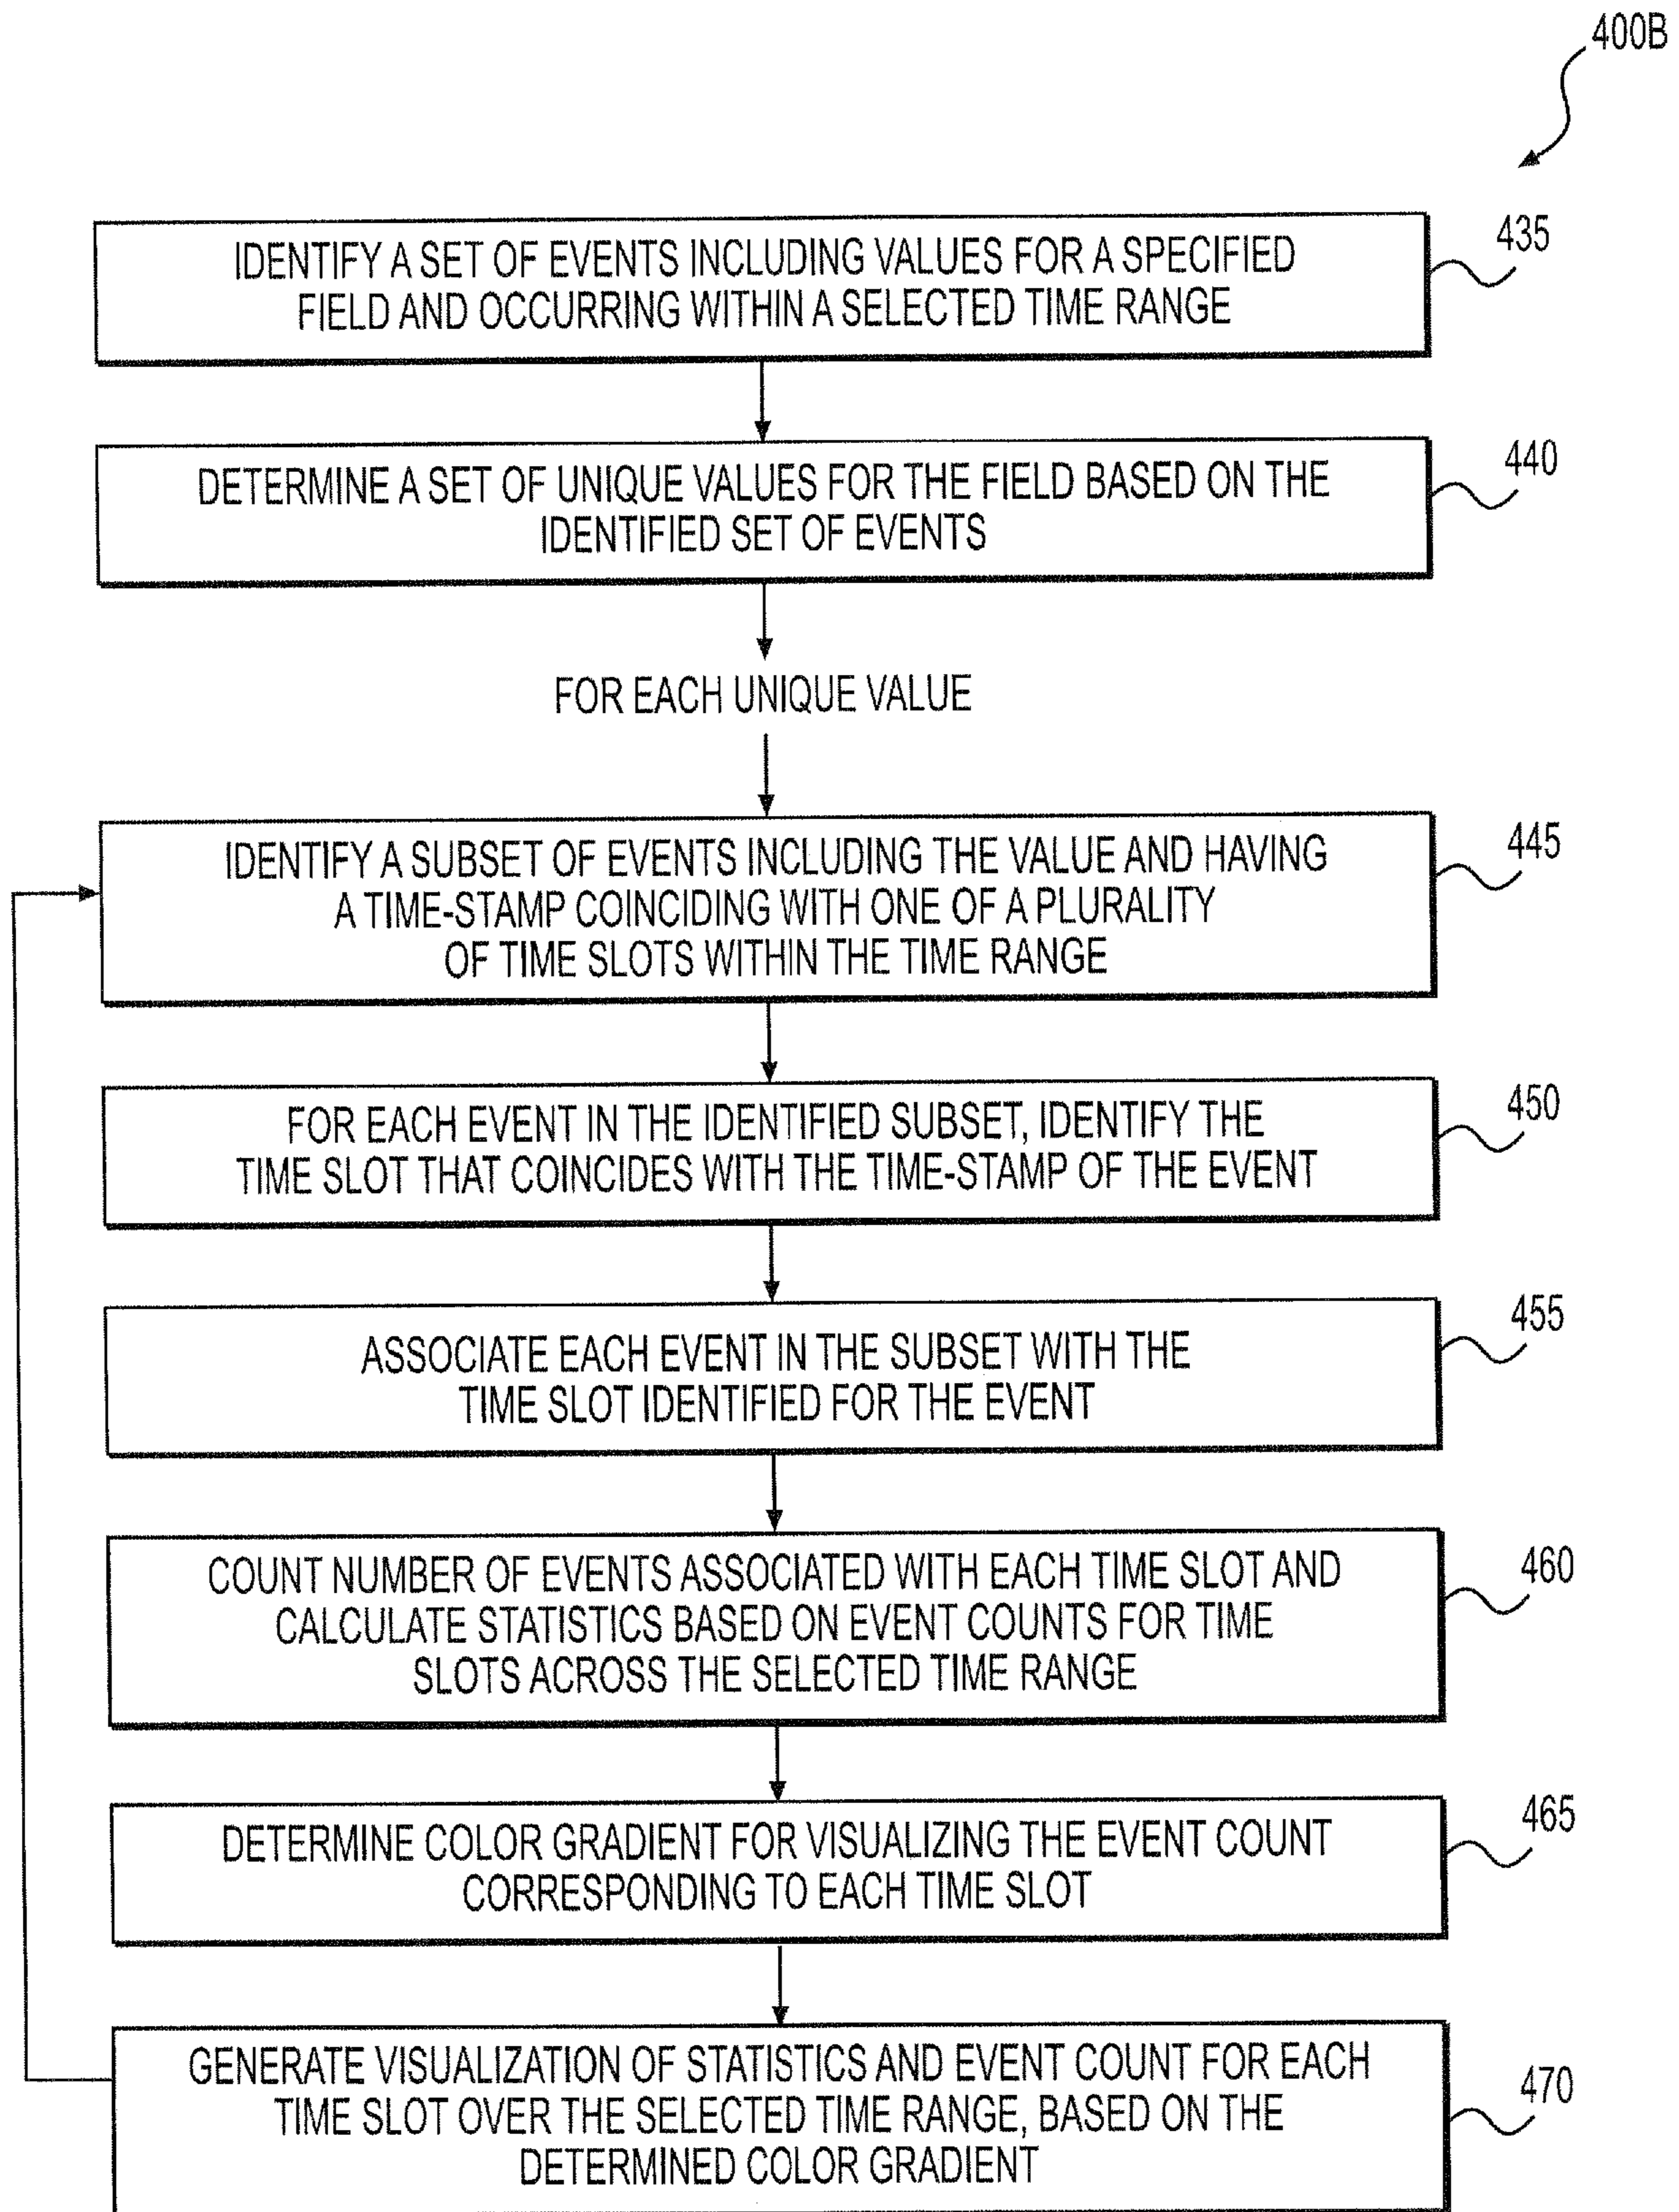 400B
IDENTIFY A SET OF EVENTS INCLUDING VALUES FOR A SPECIFIED
FIELD AND OCCURRING WITHIN A SELECTED TIME RANGE
435
DETERMINE A SET OF UNIQUE VALUES FOR THE FIELD BASED ON THE
IDENTIFIED SET OF EVENTS
440
FOR EACH UNIQUE VALUE
IDENTIFY A SUBSET OF EVENTS INCLUDING THE VALUE AND HAVING
A TIME-STAMP COINCIDING WITH ONE OF A PLURALITY
OF TIME SLOTS WITHIN THE TIME RANGE
445
FOR EACH EVENT IN THE IDENTIFIED SUBSET, IDENTIFY THE
TIME SLOT THAT COINCIDES WITH THE TIME-STAMP OF THE EVENT
450
ASSOCIATE EACH EVENT IN THE SUBSET WITH THE
TIME SLOT IDENTIFIED FOR THE EVENT
455
COUNT NUMBER OF EVENTS ASSOCIATED WITH EACH TIME SLOT AND
CALCULATE STATISTICS BASED ON EVENT COUNTS FOR TIME
SLOTS ACROSS THE SELECTED TIME RANGE
460
DETERMINE COLOR GRADIENT FOR VISUALIZING THE EVENT COUNT
CORRESPONDING TO EACH TIME SLOT
465
GENERATE VISUALIZATION OF STATISTICS AND EVENT COUNT FOR EACH
TIME SLOT OVER THE SELECTED TIME RANGE, BASED ON THE
DETERMINED COLOR GRADIENT
470